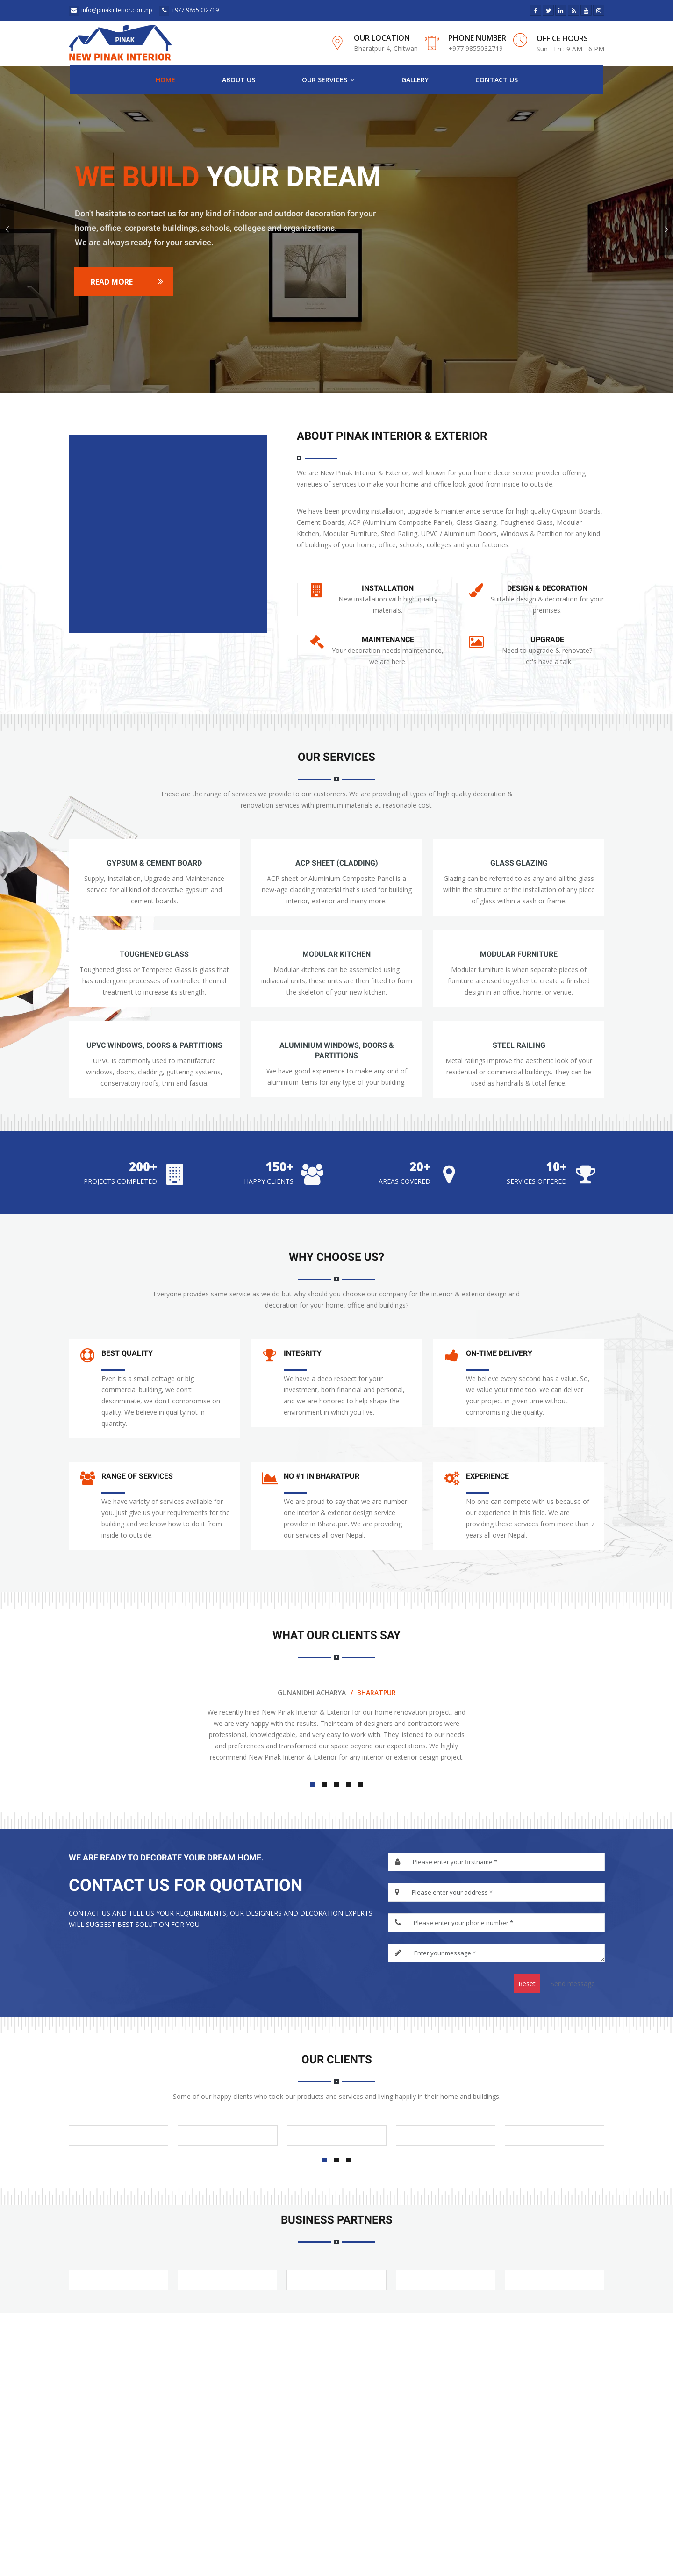 info@pinakinterior.com.np +977 9855032719
PINAK
NEW PINAK INTERIOR
OUR LOCATION
Bharatpur 4, Chitwan
PHONE NUMBER
+977 9855032719
OFFICE HOURS
Sun - Fri : 9 AM - 6 PM
HOME ABOUT US OUR SERVICES GALLERY CONTACT US
WE BUILD YOUR DREAM
Don't hesitate to contact us for any kind of indoor and outdoor decoration for your
home, office, corporate buildings, schools, colleges and organizations.
We are always ready for your service.
READ MORE
ABOUT PINAK INTERIOR & EXTERIOR
We are New Pinak Interior & Exterior, well known for your home decor service provider offering
varieties of services to make your home and office look good from inside to outside.
We have been providing installation, upgrade & maintenance service for high quality Gypsum Boards,
Cement Boards, ACP (Aluminium Composite Panel), Glass Glazing, Toughened Glass, Modular
Kitchen, Modular Furniture, Steel Railing, UPVC / Aluminium Doors, Windows & Partition for any kind
of buildings of your home, office, schools, colleges and your factories.
INSTALLATION
New installation with high quality
materials.
DESIGN & DECORATION
Suitable design & decoration for your
premises.
MAINTENANCE
Your decoration needs maintenance,
we are here.
UPGRADE
Need to upgrade & renovate?
Let's have a talk.
OUR SERVICES
These are the range of services we provide to our customers. We are providing all types of high quality decoration &
renovation services with premium materials at reasonable cost.
GYPSUM & CEMENT BOARD
Supply, Installation, Upgrade and Maintenance
service for all kind of decorative gypsum and
cement boards.
ACP SHEET (CLADDING)
ACP sheet or Aluminium Composite Panel is a
new-age cladding material that's used for building
interior, exterior and many more.
GLASS GLAZING
Glazing can be referred to as any and all the glass
within the structure or the installation of any piece
of glass within a sash or frame.
TOUGHENED GLASS
Toughened glass or Tempered Glass is glass that
has undergone processes of controlled thermal
treatment to increase its strength.
MODULAR KITCHEN
Modular kitchens can be assembled using
individual units, these units are then fitted to form
the skeleton of your new kitchen.
MODULAR FURNITURE
Modular furniture is when separate pieces of
furniture are used together to create a finished
design in an office, home, or venue.
UPVC WINDOWS, DOORS & PARTITIONS
UPVC is commonly used to manufacture
windows, doors, cladding, guttering systems,
conservatory roofs, trim and fascia.
ALUMINIUM WINDOWS, DOORS &
PARTITIONS
We have good experience to make any kind of
aluminium items for any type of your building.
STEEL RAILING
Metal railings improve the aesthetic look of your
residential or commercial buildings. They can be
used as handrails & total fence.
200+
PROJECTS COMPLETED
150+
HAPPY CLIENTS
20+
AREAS COVERED
10+
SERVICES OFFERED
WHY CHOOSE US?
Everyone provides same service as we do but why should you choose our company for the interior & exterior design and
decoration for your home, office and buildings?
BEST QUALITY
Even it's a small cottage or big
commercial building, we don't
descriminate, we don't compromise on
quality. We believe in quality not in
quantity.
INTEGRITY
We have a deep respect for your
investment, both financial and personal,
and we are honored to help shape the
environment in which you live.
ON-TIME DELIVERY
We believe every second has a value. So,
we value your time too. We can deliver
your project in given time without
compromising the quality.
RANGE OF SERVICES
We have variety of services available for
you. Just give us your requirements for the
building and we know how to do it from
inside to outside.
NO #1 IN BHARATPUR
We are proud to say that we are number
one interior & exterior design service
provider in Bharatpur. We are providing
our services all over Nepal.
EXPERIENCE
No one can compete with us because of
our experience in this field. We are
providing these services from more than 7
years all over Nepal.
WHAT OUR CLIENTS SAY
GUNANIDHI ACHARYA / BHARATPUR
We recently hired New Pinak Interior & Exterior for our home renovation project, and
we are very happy with the results. Their team of designers and contractors were
professional, knowledgeable, and very easy to work with. They listened to our needs
and preferences and transformed our space beyond our expectations. We highly
recommend New Pinak Interior & Exterior for any interior or exterior design project.
WE ARE READY TO DECORATE YOUR DREAM HOME.
CONTACT US FOR QUOTATION
CONTACT US AND TELL US YOUR REQUIREMENTS, OUR DESIGNERS AND DECORATION EXPERTS
WILL SUGGEST BEST SOLUTION FOR YOU.
Please enter your firstname *
Please enter your address *
Please enter your phone number *
Enter your message *
Reset Send message
OUR CLIENTS
Some of our happy clients who took our products and services and living happily in their home and buildings.
BUSINESS PARTNERS